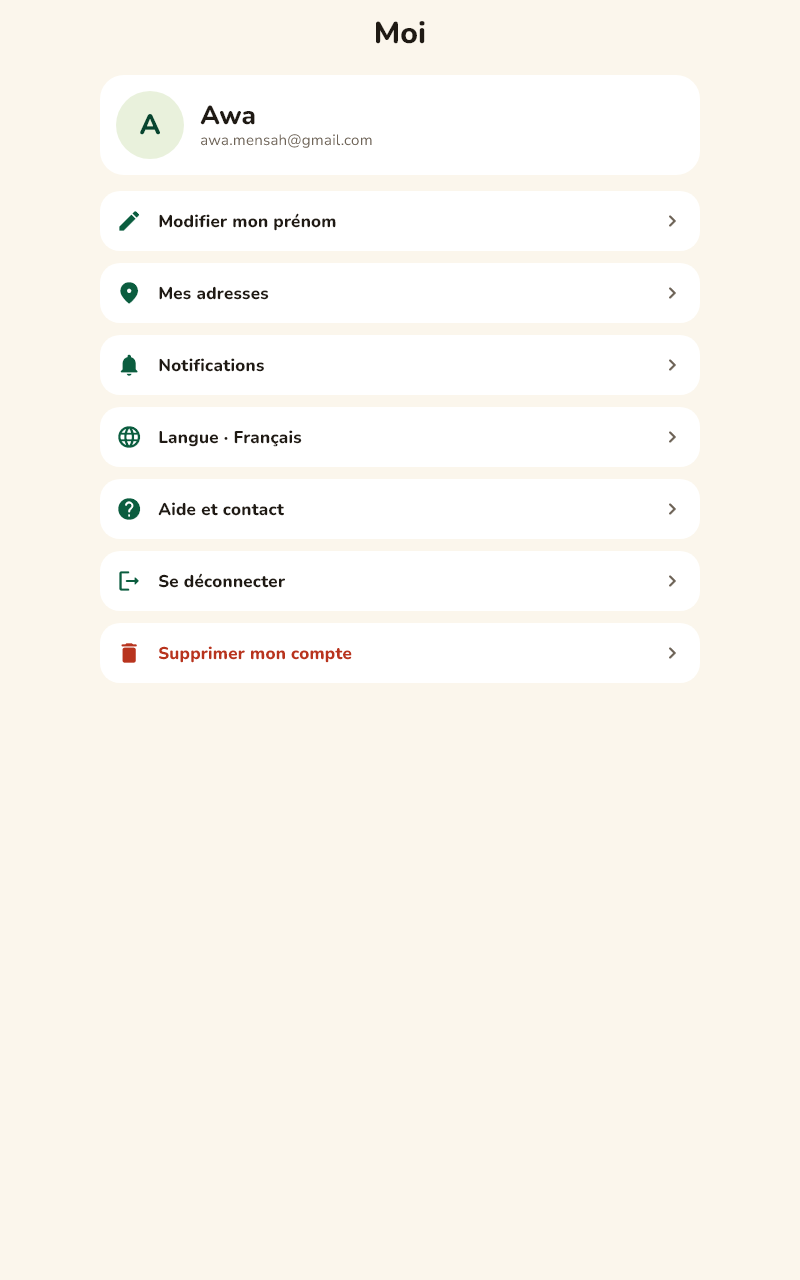 Moi
A
Awa
awa.mensah@gmail.com
Modifier mon prénom
Mes adresses
Notifications
Langue · Français
Aide et contact
Se déconnecter
Supprimer mon compte